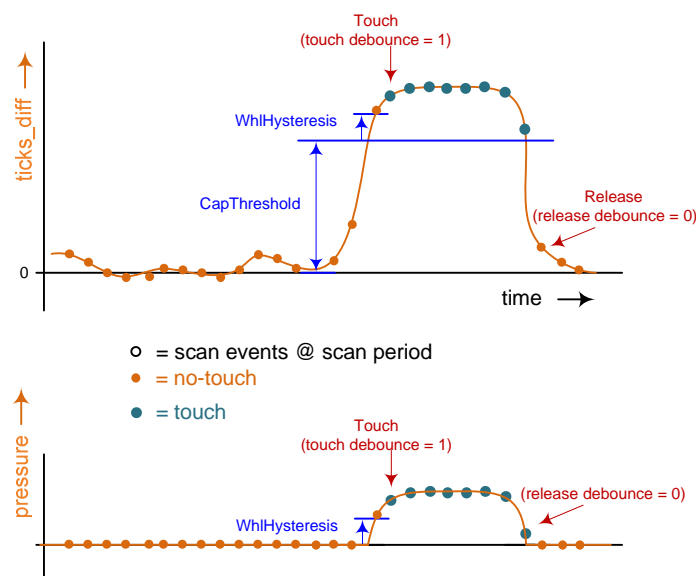 Touch
(touch debounce = 1)
ticks_diff
WhlHysteresis
CapThreshold
Release
(release debounce = 0)
0
time
= scan events @ scan period
= no-touch
= touch
pressure
Touch
(touch debounce = 1)
(release debounce = 0)
WhlHysteresis